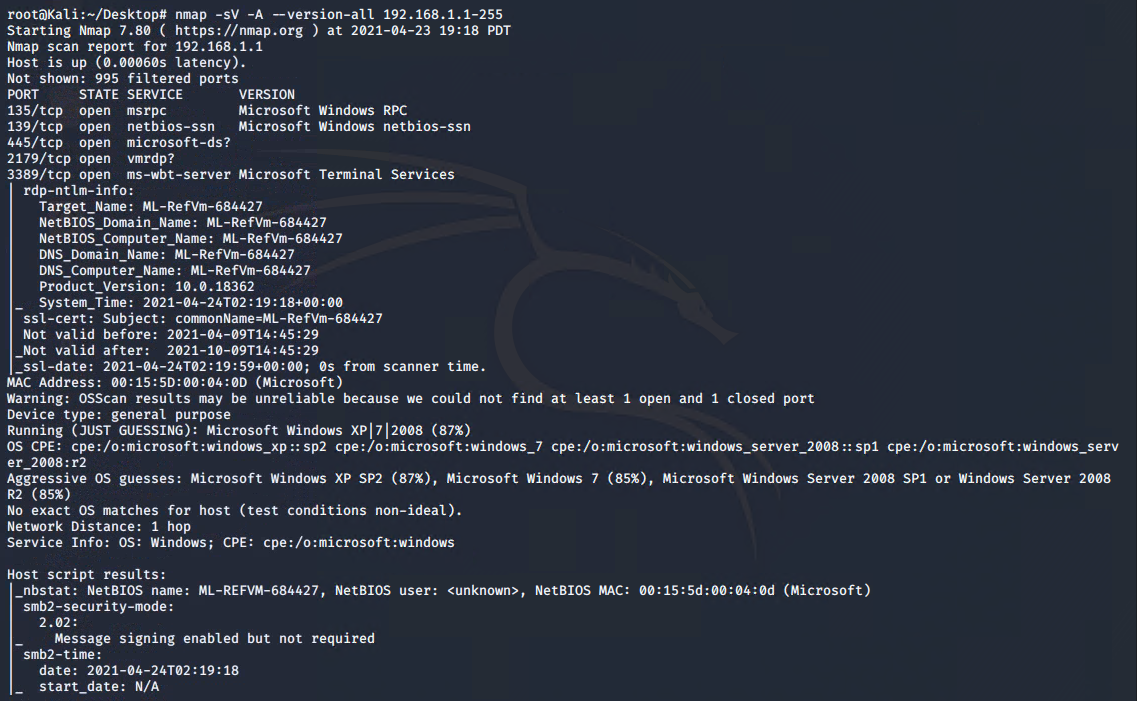 root@Kali:~/Desktop# nmap -sV -A --version-all 192.168.1.1-255
Starting Nmap 7.80 ( https://nmap.org ) at 2021-04-23 19:18 PDT
Nmap scan report for 192.168.1.1
Host is up (0.00060s latency).
Not shown: 995 filtered ports
PORT     STATE SERVICE       VERSION
135/tcp  open  msrpc         Microsoft Windows RPC
139/tcp  open  netbios-ssn   Microsoft Windows netbios-ssn
445/tcp  open  microsoft-ds?
2179/tcp open  vmrdp?
3389/tcp open  ms-wbt-server Microsoft Terminal Services
| rdp-ntlm-info:
|   Target_Name: ML-RefVm-684427
|   NetBIOS_Domain_Name: ML-RefVm-684427
|   NetBIOS_Computer_Name: ML-RefVm-684427
|   DNS_Domain_Name: ML-RefVm-684427
|   DNS_Computer_Name: ML-RefVm-684427
|   Product_Version: 10.0.18362
|_  System_Time: 2021-04-24T02:19:18+00:00
| ssl-cert: Subject: commonName=ML-RefVm-684427
| Not valid before: 2021-04-09T14:45:29
|_Not valid after:  2021-10-09T14:45:29
|_ssl-date: 2021-04-24T02:19:59+00:00; 0s from scanner time.
MAC Address: 00:15:5D:00:04:0D (Microsoft)
Warning: OSScan results may be unreliable because we could not find at least 1 open and 1 closed port
Device type: general purpose
Running (JUST GUESSING): Microsoft Windows XP|7|2008 (87%)
OS CPE: cpe:/o:microsoft:windows_xp::sp2 cpe:/o:microsoft:windows_7 cpe:/o:microsoft:windows_server_2008::sp1 cpe:/o:microsoft:windows_serv
er_2008:r2
Aggressive OS guesses: Microsoft Windows XP SP2 (87%), Microsoft Windows 7 (85%), Microsoft Windows Server 2008 SP1 or Windows Server 2008
R2 (85%)
No exact OS matches for host (test conditions non-ideal).
Network Distance: 1 hop
Service Info: OS: Windows; CPE: cpe:/o:microsoft:windows

Host script results:
|_nbstat: NetBIOS name: ML-REFVM-684427, NetBIOS user: <unknown>, NetBIOS MAC: 00:15:5d:00:04:0d (Microsoft)
| smb2-security-mode:
|   2.02:
|_    Message signing enabled but not required
| smb2-time:
|   date: 2021-04-24T02:19:18
|_  start_date: N/A